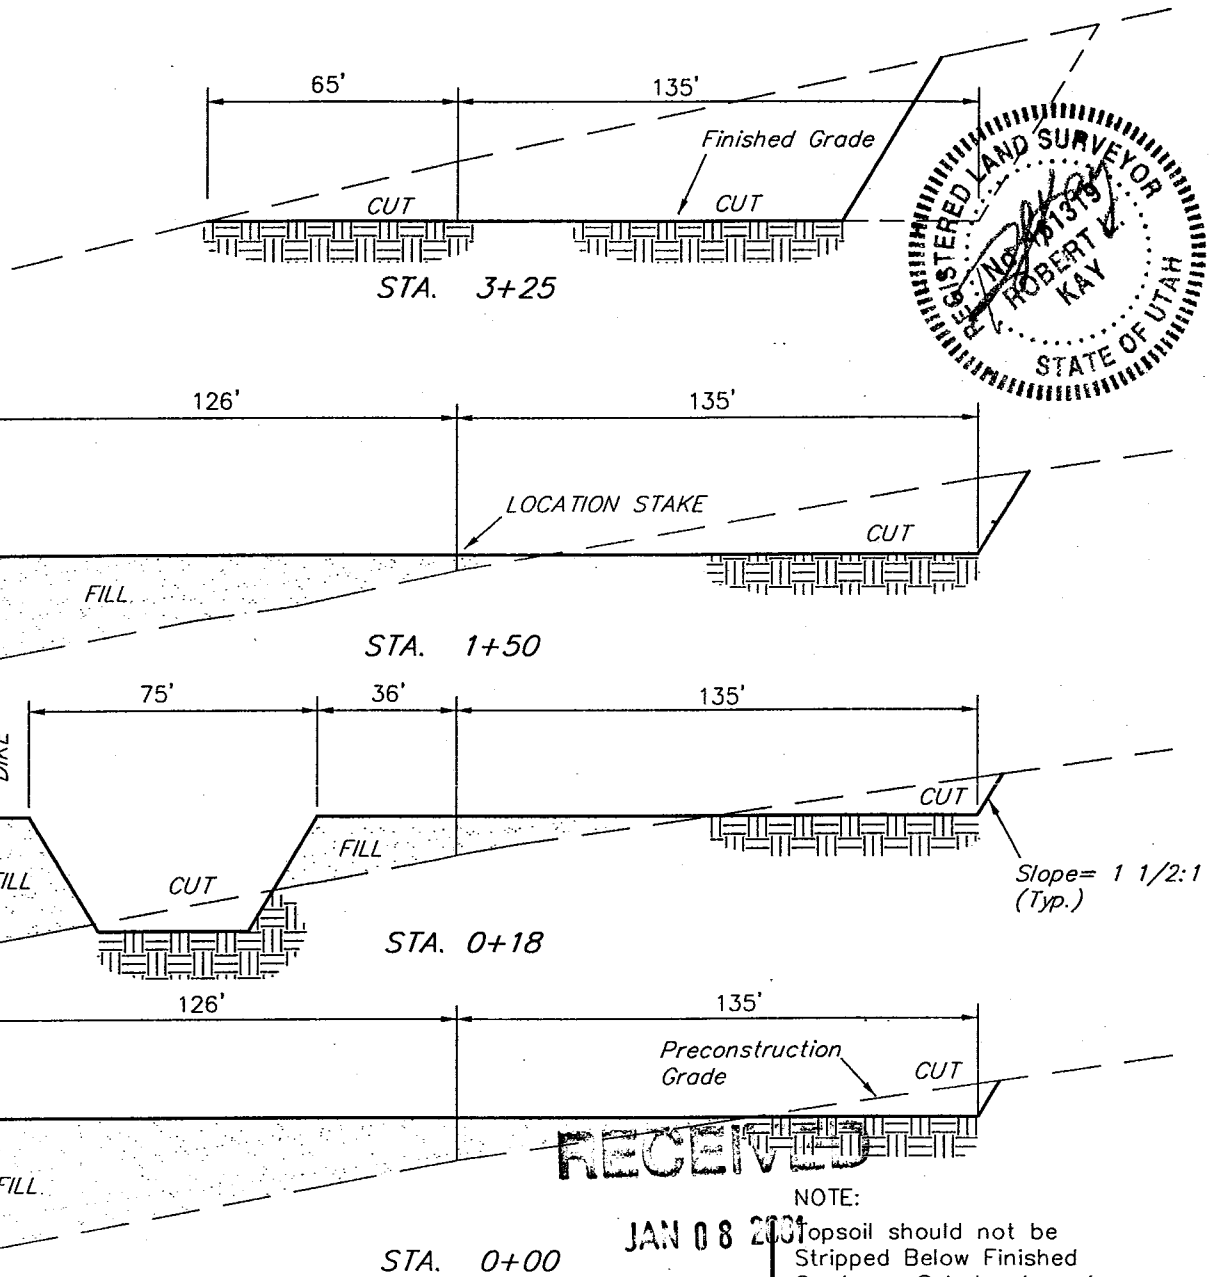 65'
135'
Finished Grade
CUT
CUT
STA. 3+25
REGISTERED LAND SURVEYOR
ROBERT
KAY
STATE OF UTAH
126'
135'
LOCATION STAKE
CUT
FILL
STA. 1+50
75'
36'
135'
CUT
FILL
CUT
Slope= 1 1/2:1
(Typ.)
STA. 0+18
126'
135'
Preconstruction
Grade
CUT
RECEIVED
NOTE:
JAN 08 2001
Topsoil should not be
Stripped Below Finished
STA. 0+00